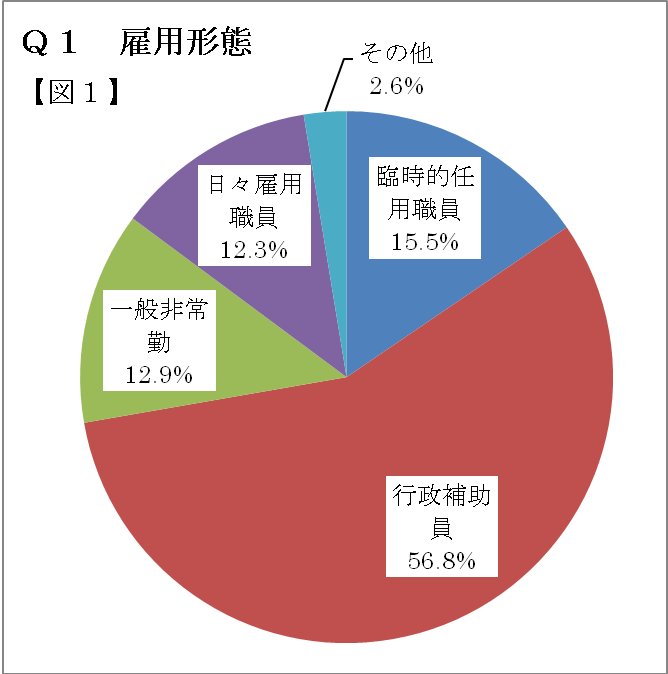 Ｑ１　雇用形態
【図１】
その他
2.6%
臨時的任
用職員
15.5%
日々雇用
職員
12.3%
一般非常
勤
12.9%
行政補助
員
56.8%